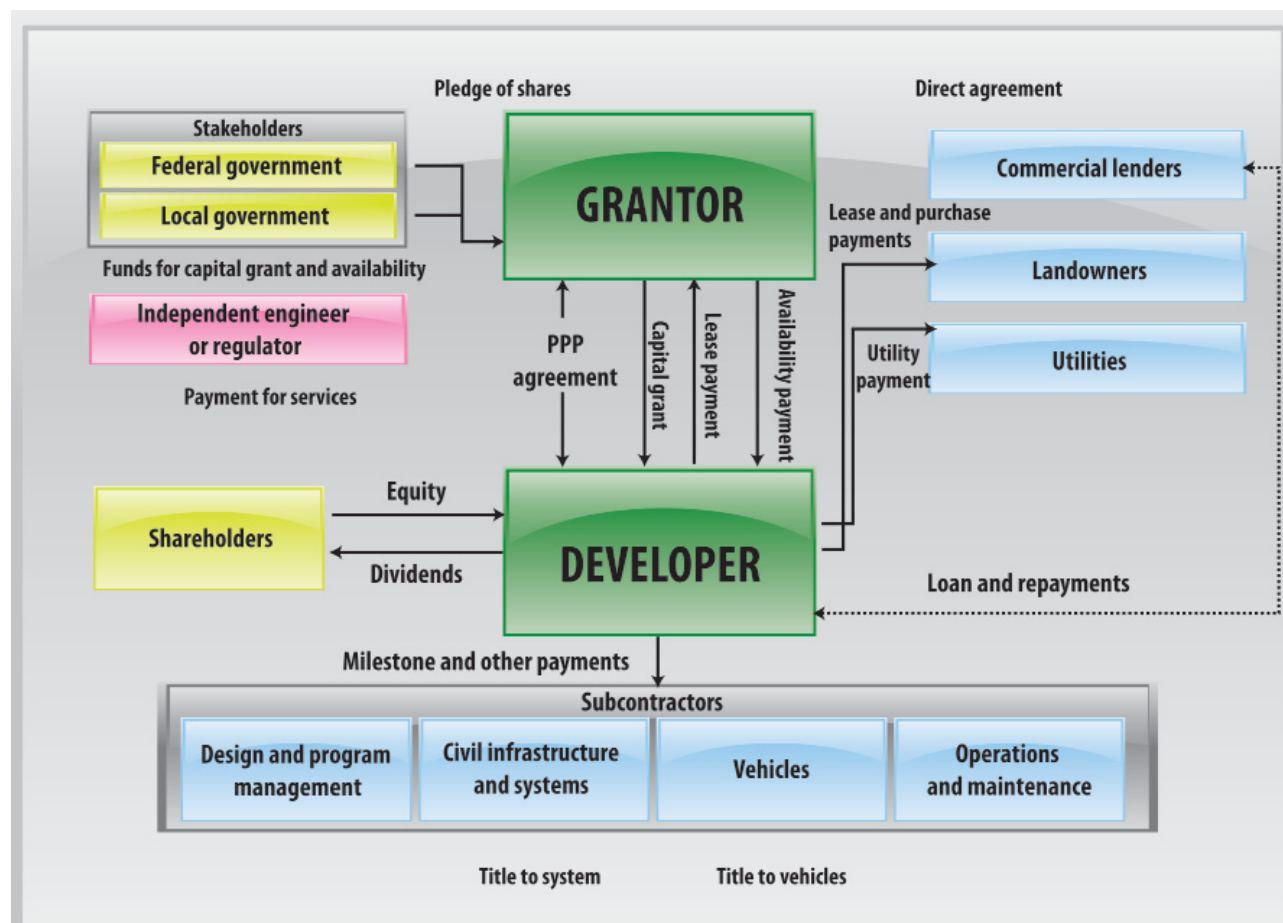 Pledge of shares
Direct agreement
Stakeholders
Federal government
Local government
GRANTOR
Commercial lenders
Lease and purchase
payments
Landowners
Funds for capital grant and availability
Independent engineer
or regulator
Utility
payment
Utilities
PPP
agreement
Capital grant
Lease payment
Availability payment
Payment for services
Equity
Shareholders
Dividends
DEVELOPER
Loan and repayments
Milestone and other payments
Subcontractors
Design and program
management
Civil infrastructure
and systems
Vehicles
Operations
and maintenance
Title to system
Title to vehicles